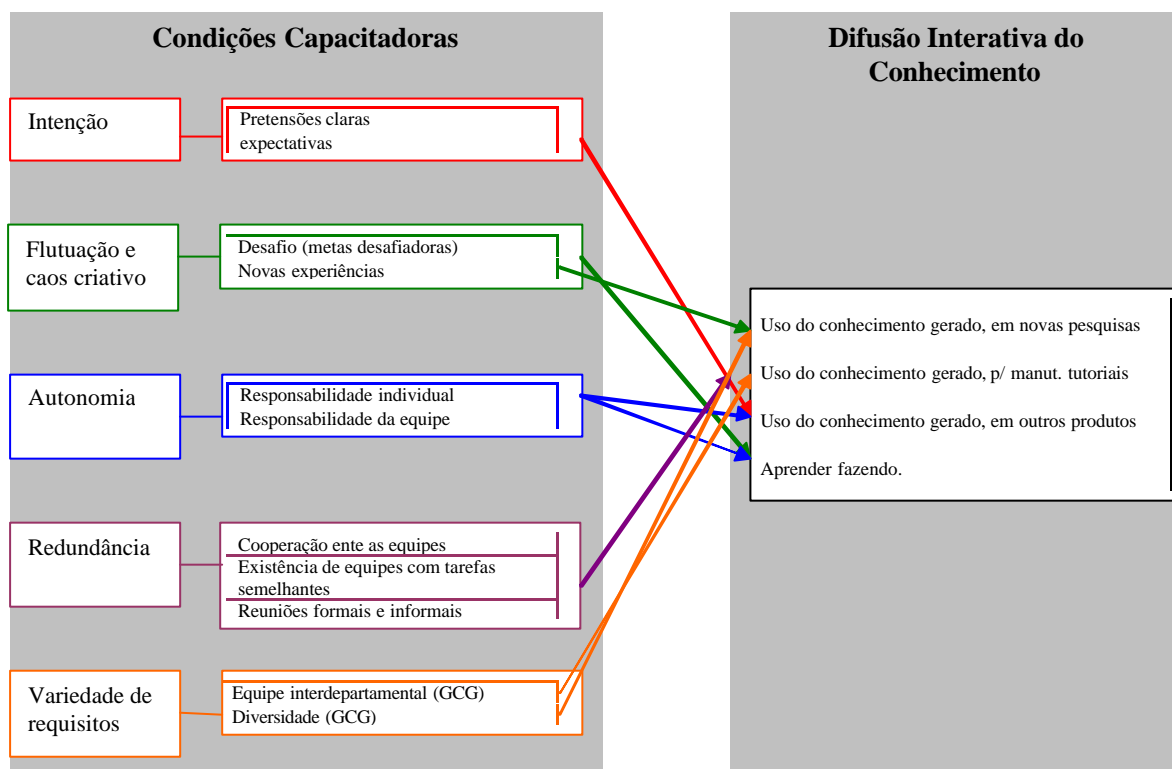 Condições Capacitadoras
Difusão Interativa do
Conhecimento
Intenção
Pretensões claras
expectativas
Flutuação e
caos criativo
Desafio (metas desafiadoras)
Novas experiências
Autonomia
Responsabilidade individual
Responsabilidade da equipe
Redundância
Cooperação ente as equipes
Existência de equipes com tarefas
semelhantes
Reuniões formais e informais
Variedade de
requisitos
Equipe interdepartamental (GCG)
Diversidade (GCG)
Uso do conhecimento gerado, em novas pesquisas
Uso do conhecimento gerado, p/ manut. tutoriais
Uso do conhecimento gerado, em outros produtos
Aprender fazendo.